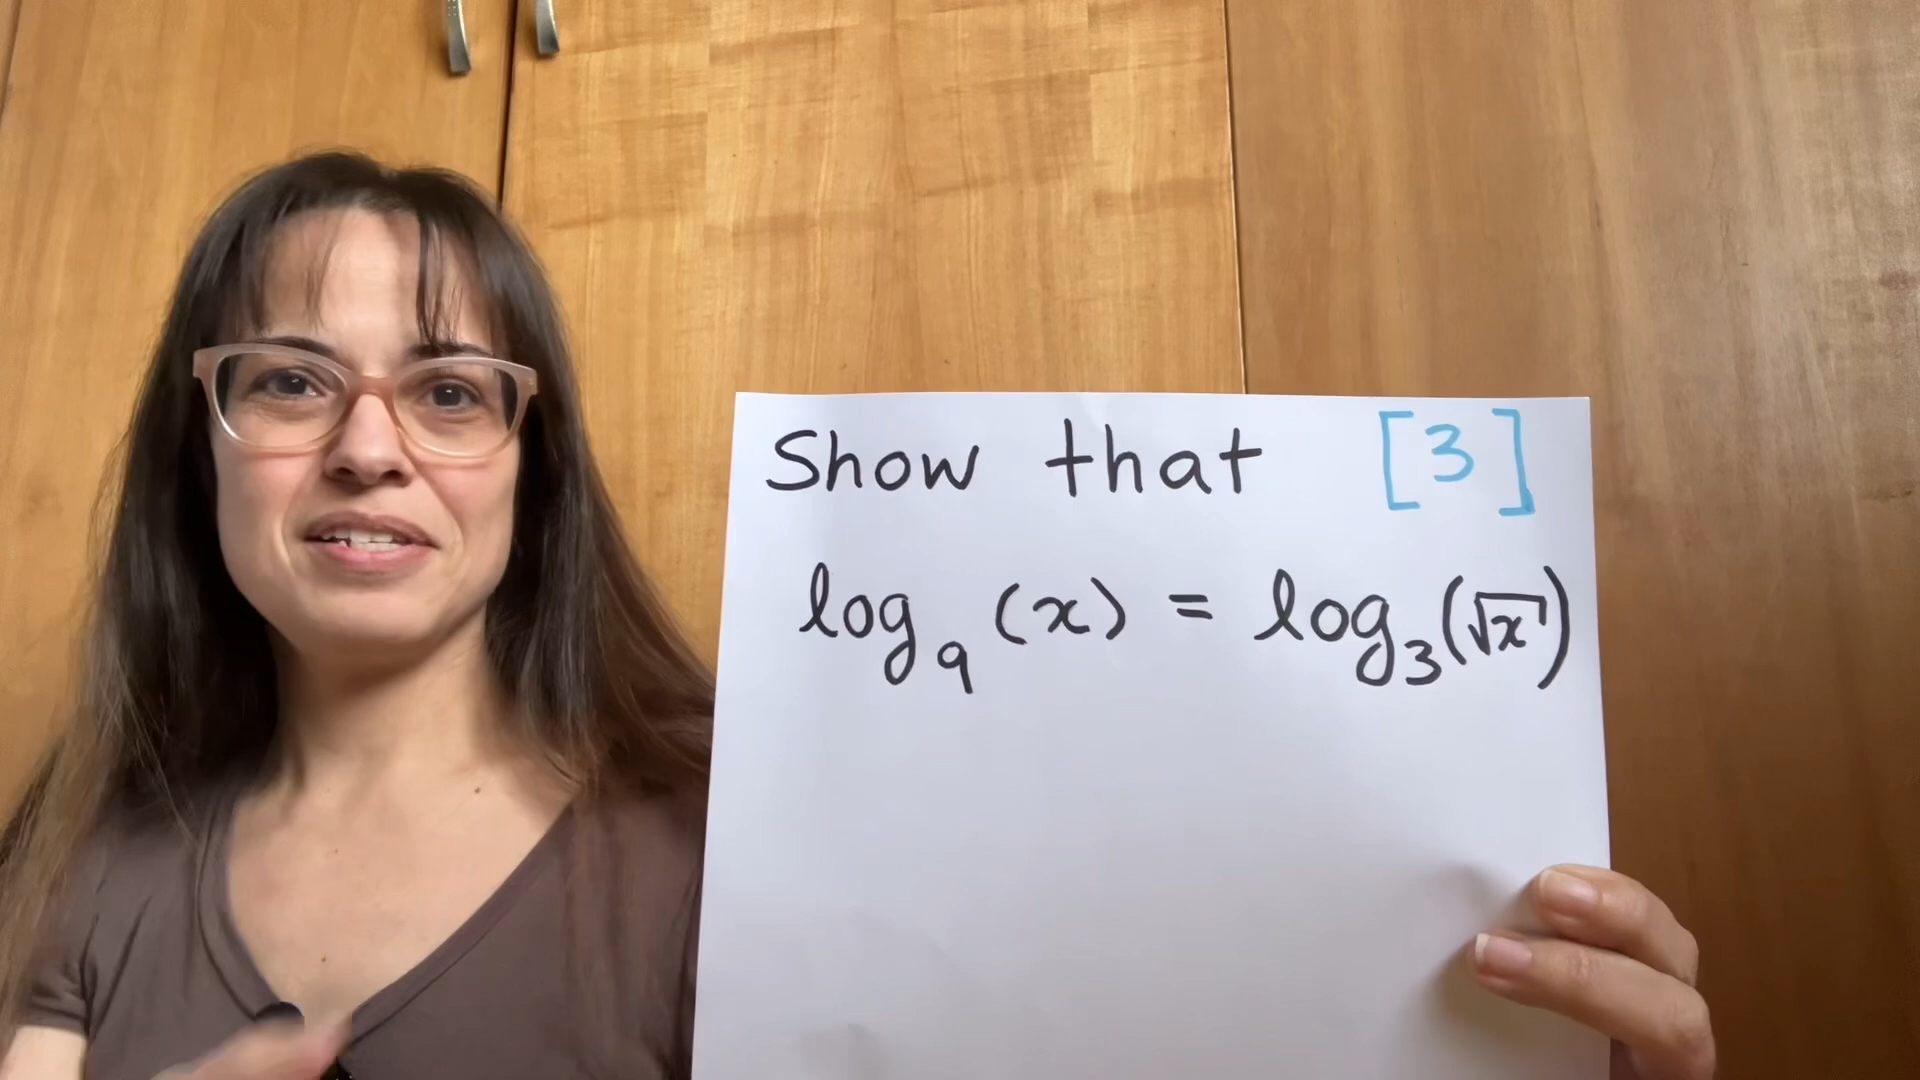 Show that [3]
log₉(x) = log₃(√x)